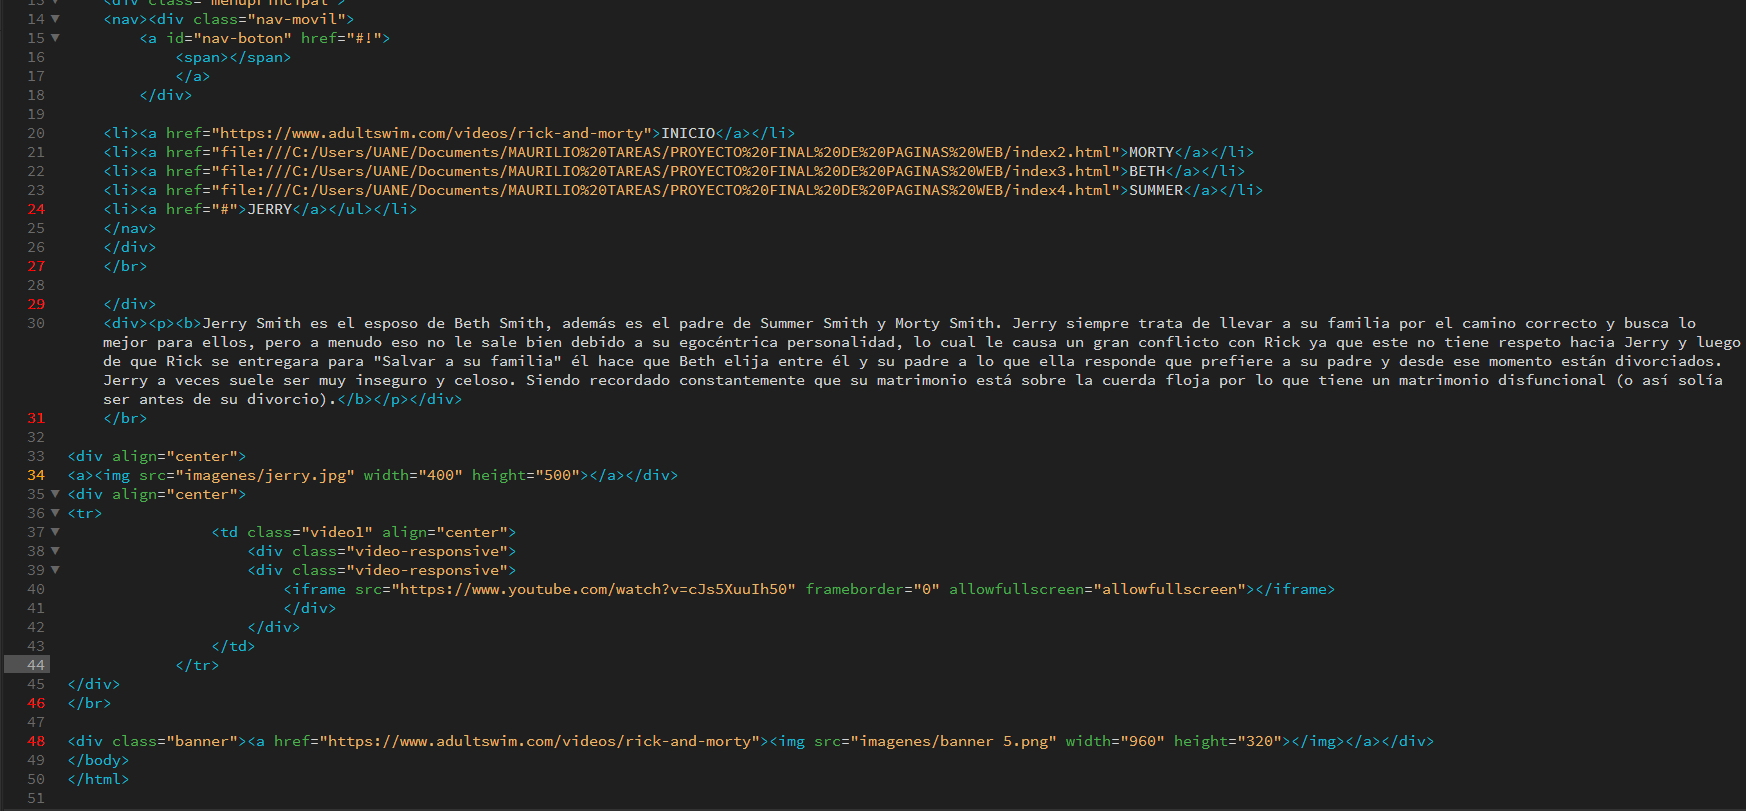 13 <div class="menuprincipal">
14 <nav><div class="nav-movil">
15 <a id="nav-boton" href="#!">
16 <span></span>
17 </a>
18 </div>
19
20 <li><a href="https://www.adultswim.com/videos/rick-and-morty">INICIO</a></li>
21 <li><a href="file:///C:/Users/UANE/Documents/MAURILIO%20TAREAS/PROYECTO%20FINAL%20DE%20PAGINAS%20WEB/index2.html">MORTY</a></li>
22 <li><a href="file:///C:/Users/UANE/Documents/MAURILIO%20TAREAS/PROYECTO%20FINAL%20DE%20PAGINAS%20WEB/index3.html">BETH</a></li>
23 <li><a href="file:///C:/Users/UANE/Documents/MAURILIO%20TAREAS/PROYECTO%20FINAL%20DE%20PAGINAS%20WEB/index4.html">SUMMER</a></li>
24 <li><a href="#">JERRY</a></ul></li>
25 </nav>
26 </div>
27 </br>
28
29 </div>
30 <div><p><b>Jerry Smith es el esposo de Beth Smith, además es el padre de Summer Smith y Morty Smith. Jerry siempre trata de llevar a su familia por el camino correcto y busca lo
mejor para ellos, pero a menudo eso no le sale bien debido a su egocéntrica personalidad, lo cual le causa un gran conflicto con Rick ya que este no tiene respeto hacia Jerry y luego
de que Rick se entregara para "Salvar a su familia" él hace que Beth elija entre él y su padre a lo que ella responde que prefiere a su padre y desde ese momento están divorciados.
Jerry a veces suele ser muy inseguro y celoso. Siendo recordado constantemente que su matrimonio está sobre la cuerda floja por lo que tiene un matrimonio disfuncional (o así solía
ser antes de su divorcio).</b></p></div>
31 </br>
32
33 <div align="center">
34 <a><img src="imagenes/jerry.jpg" width="400" height="500"></a></div>
35 <div align="center">
36 <tr>
37 <td class="video1" align="center">
38 <div class="video-responsive">
39 <div class="video-responsive">
40 <iframe src="https://www.youtube.com/watch?v=cJs5XuuIh50" frameborder="0" allowfullscreen="allowfullscreen"></iframe>
41 </div>
42 </div>
43 </td>
44 </tr>
45 </div>
46 </br>
47
48 <div class="banner"><a href="https://www.adultswim.com/videos/rick-and-morty"><img src="imagenes/banner 5.png" width="960" height="320"></img></a></div>
49 </body>
50 </html>
51